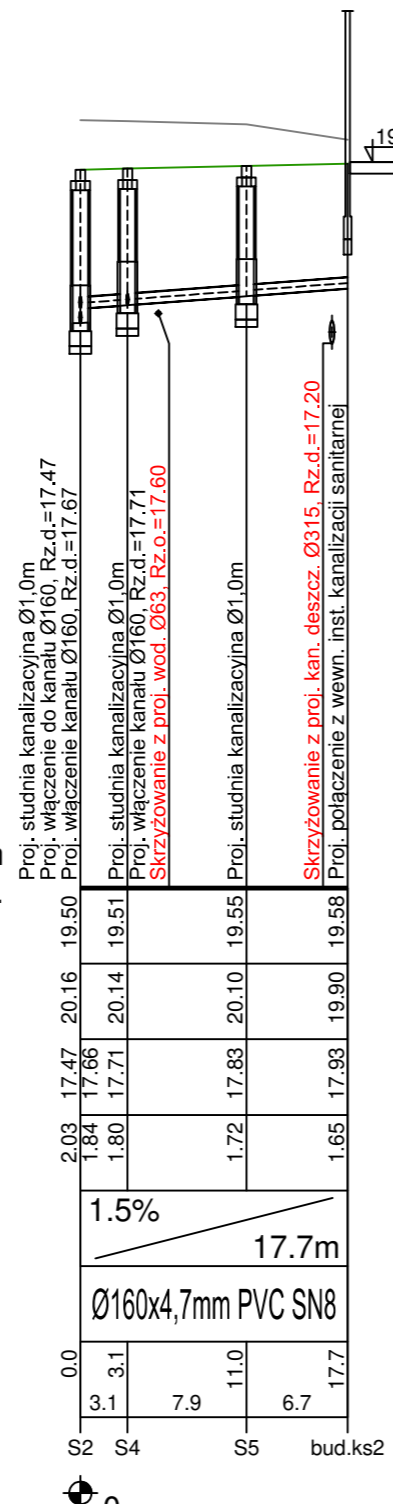 19
Proj. studnia kanalizacyjna Ø1,0m
Proj. włączenie do kanału Ø160, Rz.d.=17.47
Proj. włączenie kanału Ø160, Rz.d.=17.67
Proj. studnia kanalizacyjna Ø1,0m
Proj. włączenie kanału Ø160, Rz.d.=17.71
Skrzyżowanie z proj. wod. Ø63, Rz.o.=17.60
Proj. studnia kanalizacyjna Ø1,0m
Skrzyżowanie z proj. kan. deszcz. Ø315, Rz.d.=17.20
Proj. połączenie z wewn. inst. kanalizacji sanitarnej
19.50 19.51 19.55 19.58
20.16 20.14 20.10 19.90
17.47 17.66 17.71 17.83 17.93
2.03 1.84 1.80 1.72 1.65
1.5%
17.7m
Ø160x4,7mm PVC SN8
0.0 3.1 11.0 17.7
3.1 7.9 6.7
S2 S4 S5 bud.ks2